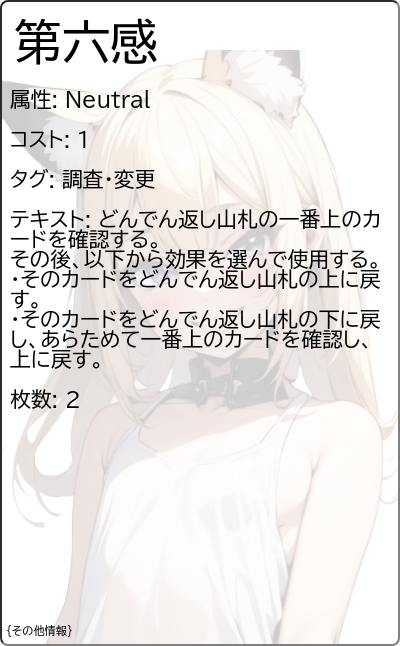 第六感
属性: Neutral
コスト: 1
タグ: 調査・変更
テキスト: どんでん返し山札の一番上のカ
ードを確認する。
その後、以下から効果を選んで使用する。
・そのカードをどんでん返し山札の上に戻
す。
・そのカードをどんでん返し山札の下に戻
し、あらためて一番上のカードを確認し、
上に戻す。
枚数: 2
{その他情報}